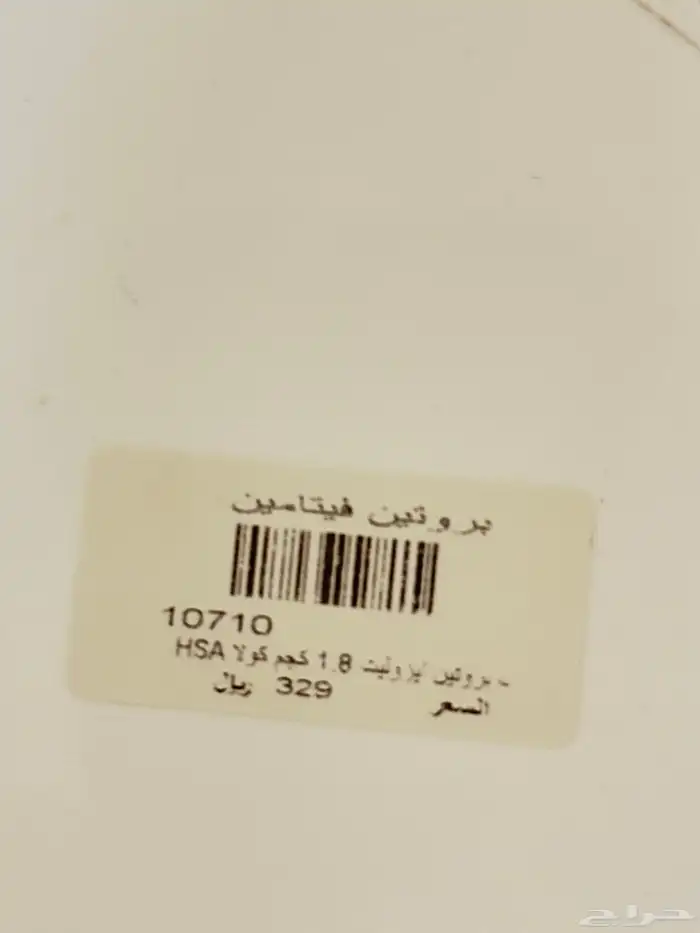 بروتين فيتامين
10710
بروتين ايزوليت 1.8 كجم كولا HSA
السعر 329 ريال
حراج